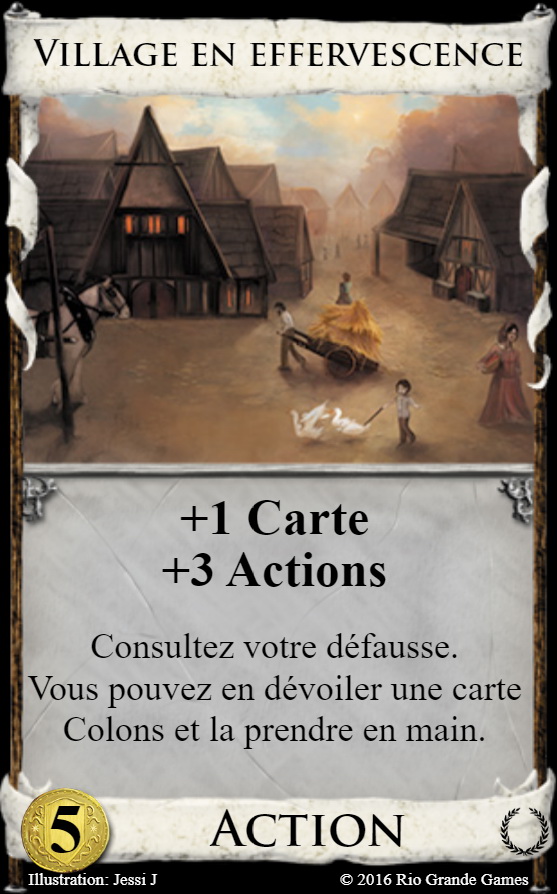 Village en effervescence
+1 Carte
+3 Actions
Consultez votre défausse.
Vous pouvez en dévoiler une carte
Colons et la prendre en main.
5
Action
Illustration: Jessi J
© 2016 Rio Grande Games